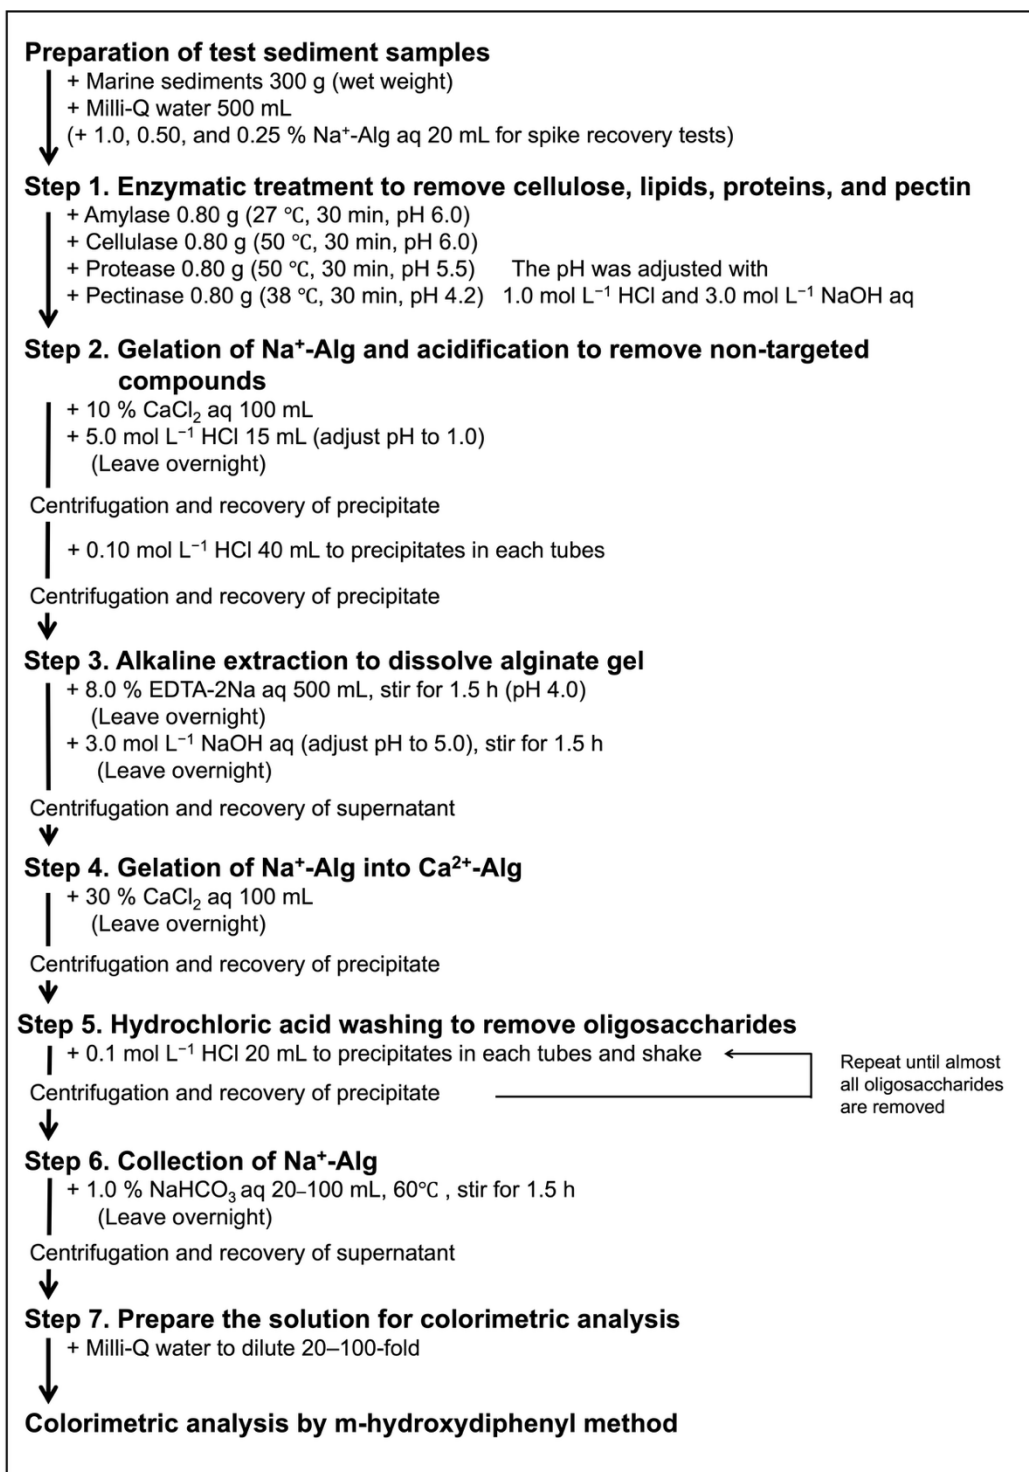 Preparation of test sediment samples
+ Marine sediments 300 g (wet weight)
+ Milli-Q water 500 mL
(+ 1.0, 0.50, and 0.25 % Na⁺-Alg aq 20 mL for spike recovery tests)
Step 1. Enzymatic treatment to remove cellulose, lipids, proteins, and pectin
+ Amylase 0.80 g (27 ℃, 30 min, pH 6.0)
+ Cellulase 0.80 g (50 ℃, 30 min, pH 6.0)
+ Protease 0.80 g (50 ℃, 30 min, pH 5.5) The pH was adjusted with
+ Pectinase 0.80 g (38 ℃, 30 min, pH 4.2) 1.0 mol L⁻¹ HCl and 3.0 mol L⁻¹ NaOH aq
Step 2. Gelation of Na⁺-Alg and acidification to remove non-targeted
compounds
+ 10 % CaCl₂ aq 100 mL
+ 5.0 mol L⁻¹ HCl 15 mL (adjust pH to 1.0)
(Leave overnight)
Centrifugation and recovery of precipitate
+ 0.10 mol L⁻¹ HCl 40 mL to precipitates in each tubes
Centrifugation and recovery of precipitate
Step 3. Alkaline extraction to dissolve alginate gel
+ 8.0 % EDTA-2Na aq 500 mL, stir for 1.5 h (pH 4.0)
(Leave overnight)
+ 3.0 mol L⁻¹ NaOH aq (adjust pH to 5.0), stir for 1.5 h
(Leave overnight)
Centrifugation and recovery of supernatant
Step 4. Gelation of Na⁺-Alg into Ca²⁺-Alg
+ 30 % CaCl₂ aq 100 mL
(Leave overnight)
Centrifugation and recovery of precipitate
Step 5. Hydrochloric acid washing to remove oligosaccharides
+ 0.1 mol L⁻¹ HCl 20 mL to precipitates in each tubes and shake
Centrifugation and recovery of precipitate
Repeat until almost
all oligosaccharides
are removed
Step 6. Collection of Na⁺-Alg
+ 1.0 % NaHCO₃ aq 20–100 mL, 60℃ , stir for 1.5 h
(Leave overnight)
Centrifugation and recovery of supernatant
Step 7. Prepare the solution for colorimetric analysis
+ Milli-Q water to dilute 20–100-fold
Colorimetric analysis by m-hydroxydiphenyl method